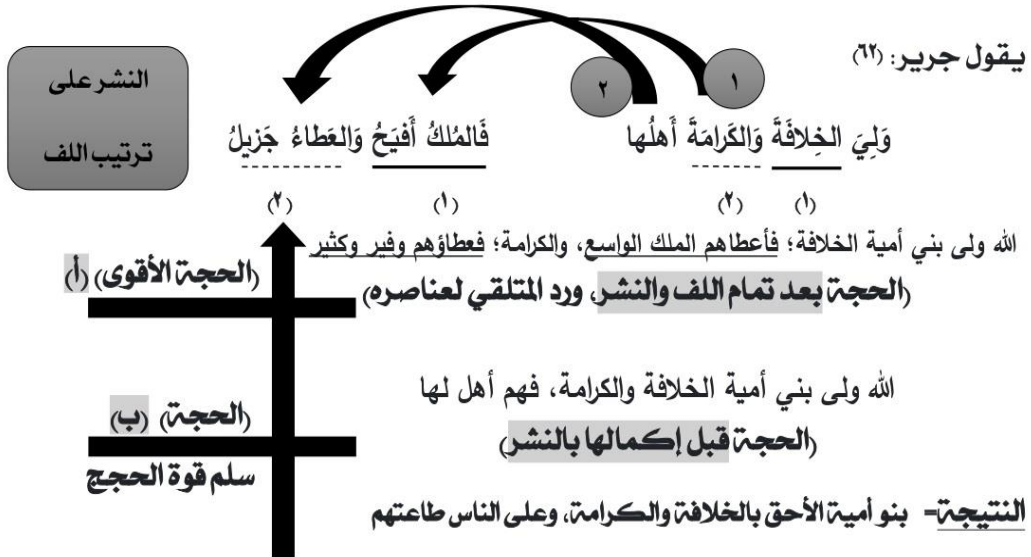 يقول جرير: (٦٢)
النشر على
ترتيب اللف
١
٢
وَلِيَ الخِلافَةَ وَالكَرامَةَ أَهلُها فَالمُلكُ أَفيَحُ وَالعَطاءُ جَزيلُ
(١) (٢) (١) (٢)
الله ولى بني أمية الخلافة؛ فأعطاهم الملك الواسع، والكرامة؛ فعطاؤهم وفير وكثير
(الحجة بعد تمام اللف والنشر، ورد المتلقي لعناصره)
(الحجة الأقوى) (أ)
الله ولى بني أمية الخلافة والكرامة، فهم أهل لها
(الحجة قبل إكمالها بالنشر)
(الحجة) (ب)
سلم قوة الحجج
النتيجة= بنو أمية الأحق بالخلافة والكرامة، وعلى الناس طاعتهم